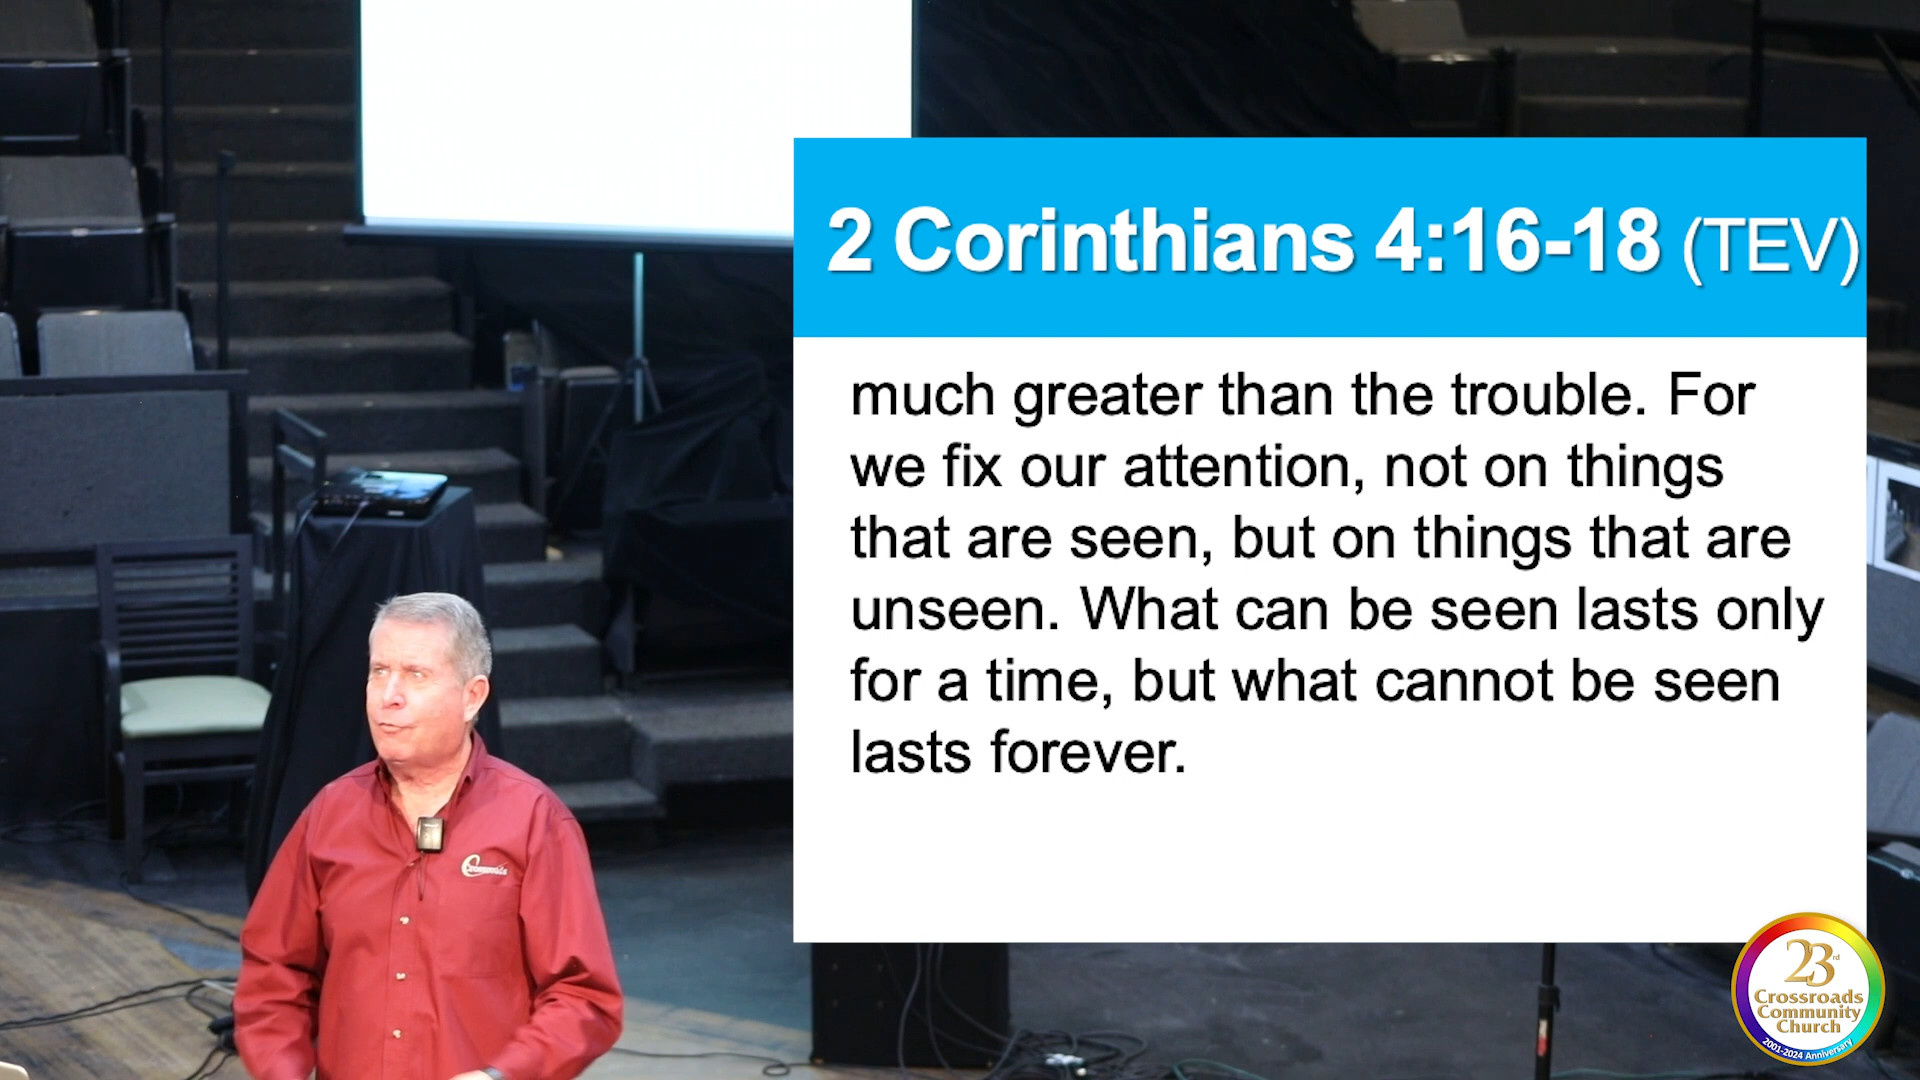 2 Corinthians 4:16-18 (TEV)
much greater than the trouble. For
we fix our attention, not on things
that are seen, but on things that are
unseen. What can be seen lasts only
for a time, but what cannot be seen
lasts forever.
Crossroads
23rd
Crossroads
Community
Church
2001-2024 Anniversary